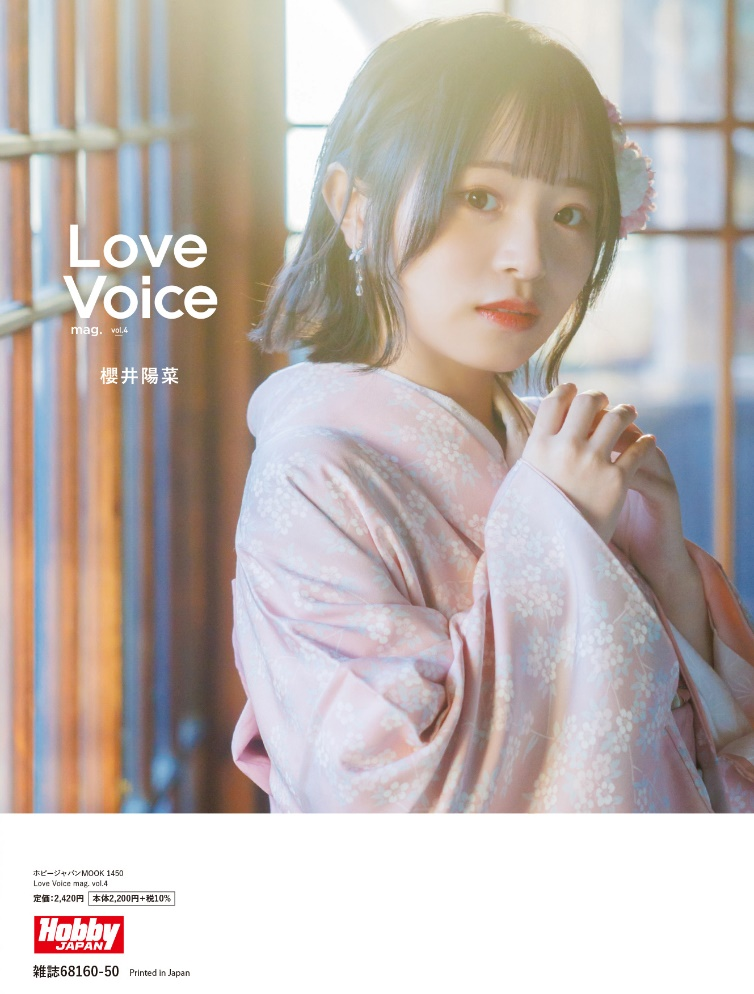 Love
Voice
mag. vol.4
櫻井陽菜
ホビージャパンMOOK 1450
Love Voice mag. vol.4
定価:2,420円 本体2,200円+税10%
Hobby
JAPAN
雑誌68160-50 Printed in Japan